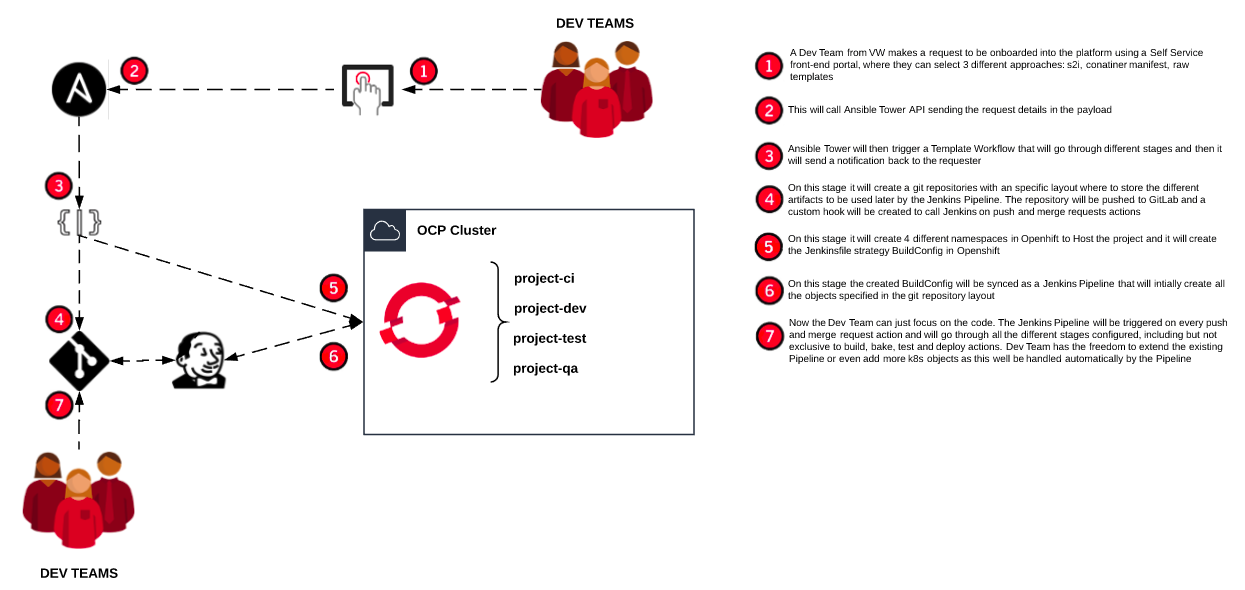 DEV TEAMS
2
1
3
OCP Cluster
project-ci
5
project-dev
4
project-test
6
project-qa
7
DEV TEAMS
1
A Dev Team from VW makes a request to be onboarded into the platform using a Self Service
front-end portal, where they can select 3 different approaches: s2i, conatiner manifest, raw
templates
2
This will call Ansible Tower API sending the request details in the payload
3
Ansible Tower will then trigger a Template Workflow that will go through different stages and then it
will send a notification back to the requester
4
On this stage it will create a git repositories with an specific layout where to store the different
artifacts to be used later by the Jenkins Pipeline. The repository will be pushed to GitLab and a
custom hook will be created to call Jenkins on push and merge requests actions
5
On this stage it will create 4 different namespaces in Openhift to Host the project and it will create
the Jenkinsfile strategy BuildConfig in Openshift
6
On this stage the created BuildConfig will be synced as a Jenkins Pipeline that will intially create all
the objects specified in the git repository layout
7
Now the Dev Team can just focus on the code. The Jenkins Pipeline will be triggered on every push
and merge request action and will go through all the different stages configured, including but not
exclusive to build, bake, test and deploy actions. Dev Team has the freedom to extend the existing
Pipeline or even add more k8s objects as this well be handled automatically by the Pipeline